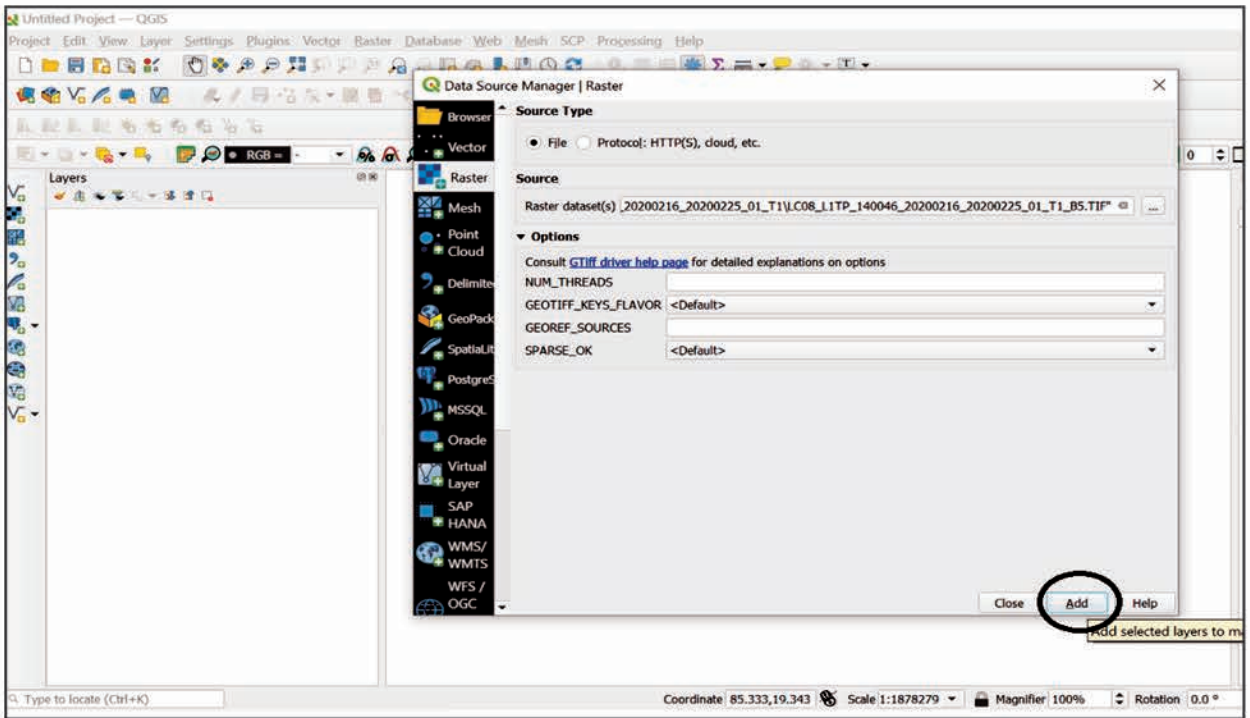 Untitled Project — QGIS
Project Edit View Layer Settings Plugins Vector Raster Database Web Mesh SCP Processing Help
Data Source Manager | Raster
RGB
0
Layers
Browser
Vector
Raster
Mesh
Point
Cloud
Delimite
GeoPack
SpatiaLit
PostgreS
MSSQL
Oracle
Virtual
Layer
SAP
HANA
WMS/
WMTS
WFS /
OGC
Source Type
File Protocol: HTTP(S), cloud, etc.
Source
Raster dataset(s) _20200216_20200225_01_T1\LC08_L1TP_140046_20200216_20200225_01_T1_B5.TIF" ...
Options
Consult GTiff driver help page for detailed explanations on options
NUM_THREADS
GEOTIFF_KEYS_FLAVOR <Default>
GEOREF_SOURCES
SPARSE_OK <Default>
Close Add Help
Add selected layers to m
Type to locate (Ctrl+K) Coordinate 85.333,19.343 Scale 1:1878279 Magnifier 100% Rotation 0.0 °